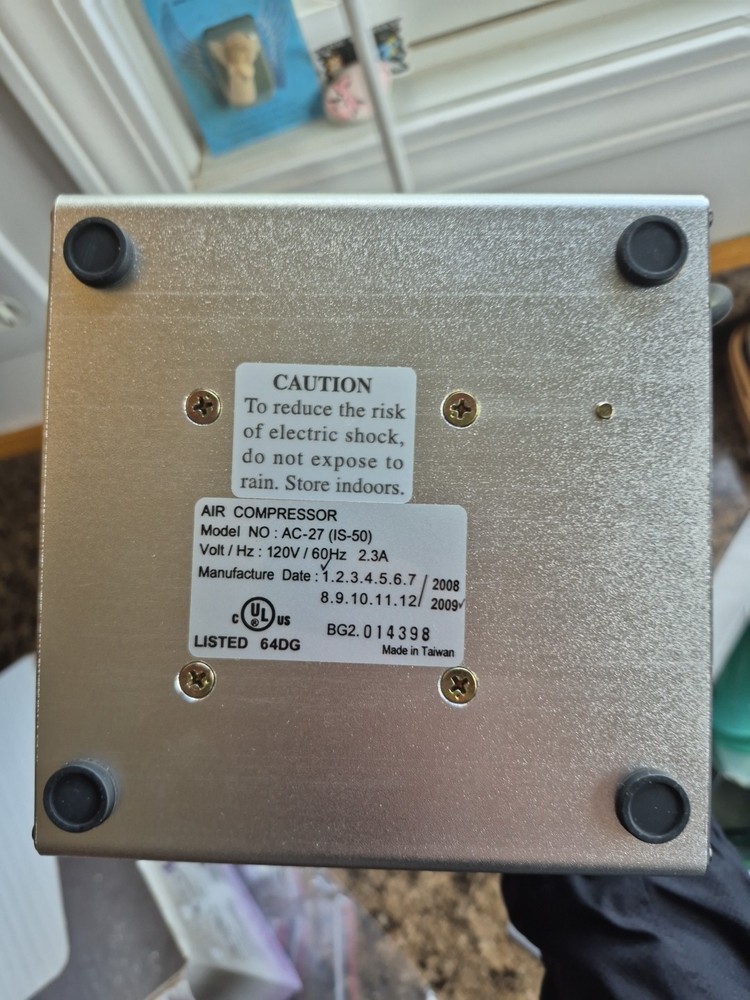 CAUTION
To reduce the risk
of electric shock,
do not expose to
rain. Store indoors.
AIR COMPRESSOR
Model NO : AC-27 (IS-50)
Volt / Hz : 120V / 60Hz 2.3A
Manufacture Date : 1.2.3.4.5.6.7 / 2008
8.9.10.11.12 / 2009✓
c UL ® US
LISTED 64DG
BG2. 014398
Made in Taiwan